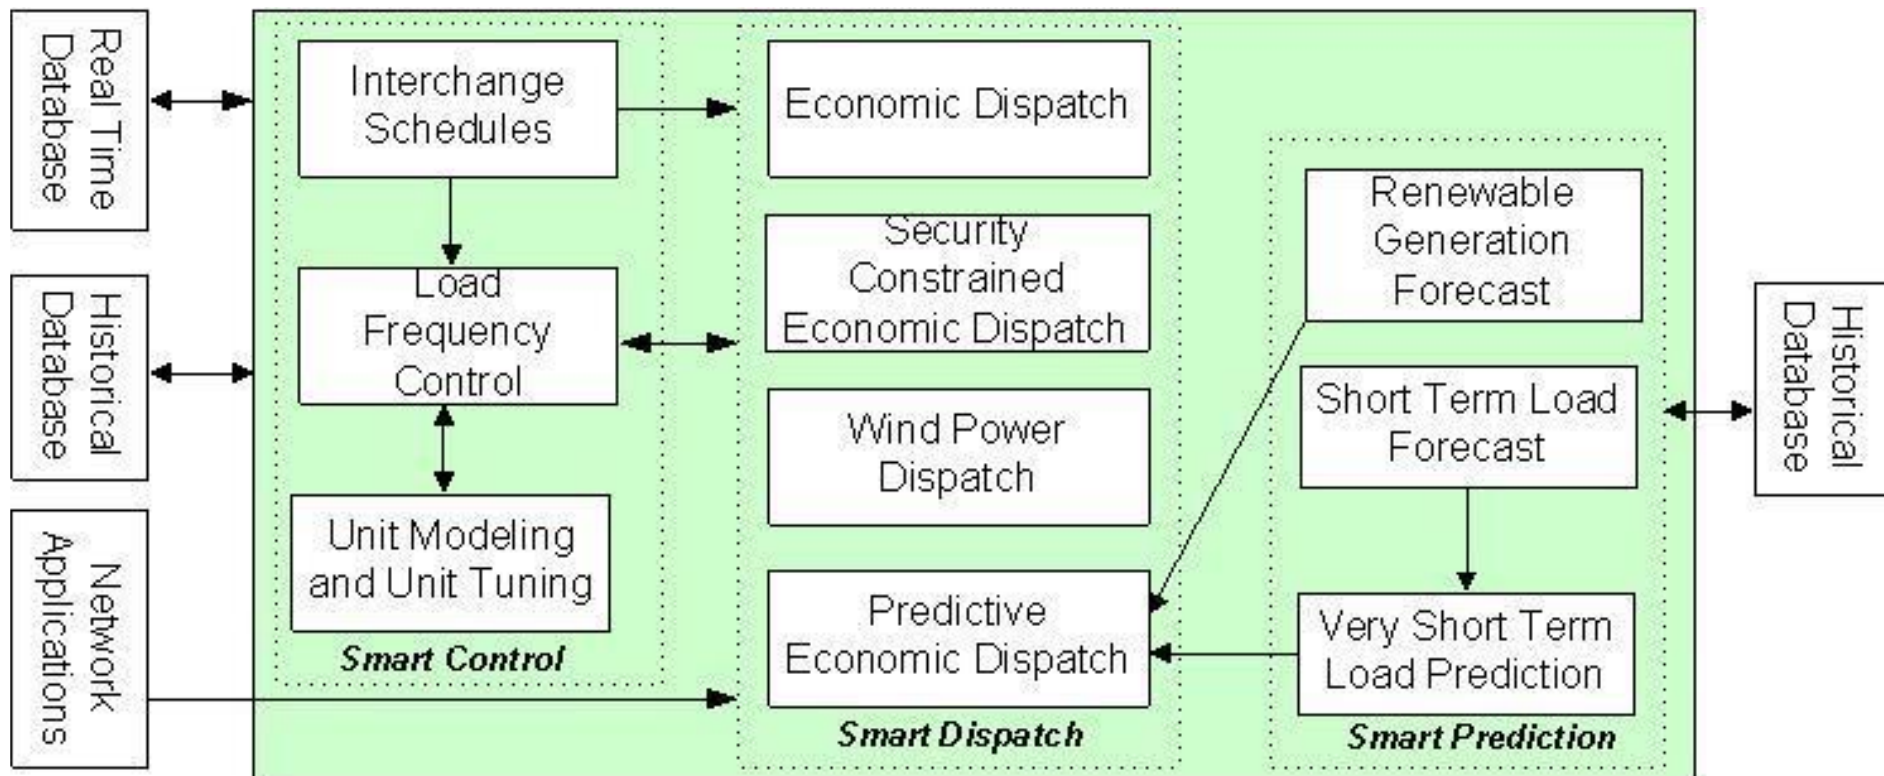 Real Time
Database
Historical
Database
Network
Applications
Interchange
Schedules
Load
Frequency
Control
Unit Modeling
and Unit Tuning
Smart Control
Economic Dispatch
Security
Constrained
Economic Dispatch
Wind Power
Dispatch
Predictive
Economic Dispatch
Smart Dispatch
Renewable
Generation
Forecast
Short Term Load
Forecast
Very Short Term
Load Prediction
Smart Prediction
Historical
Database